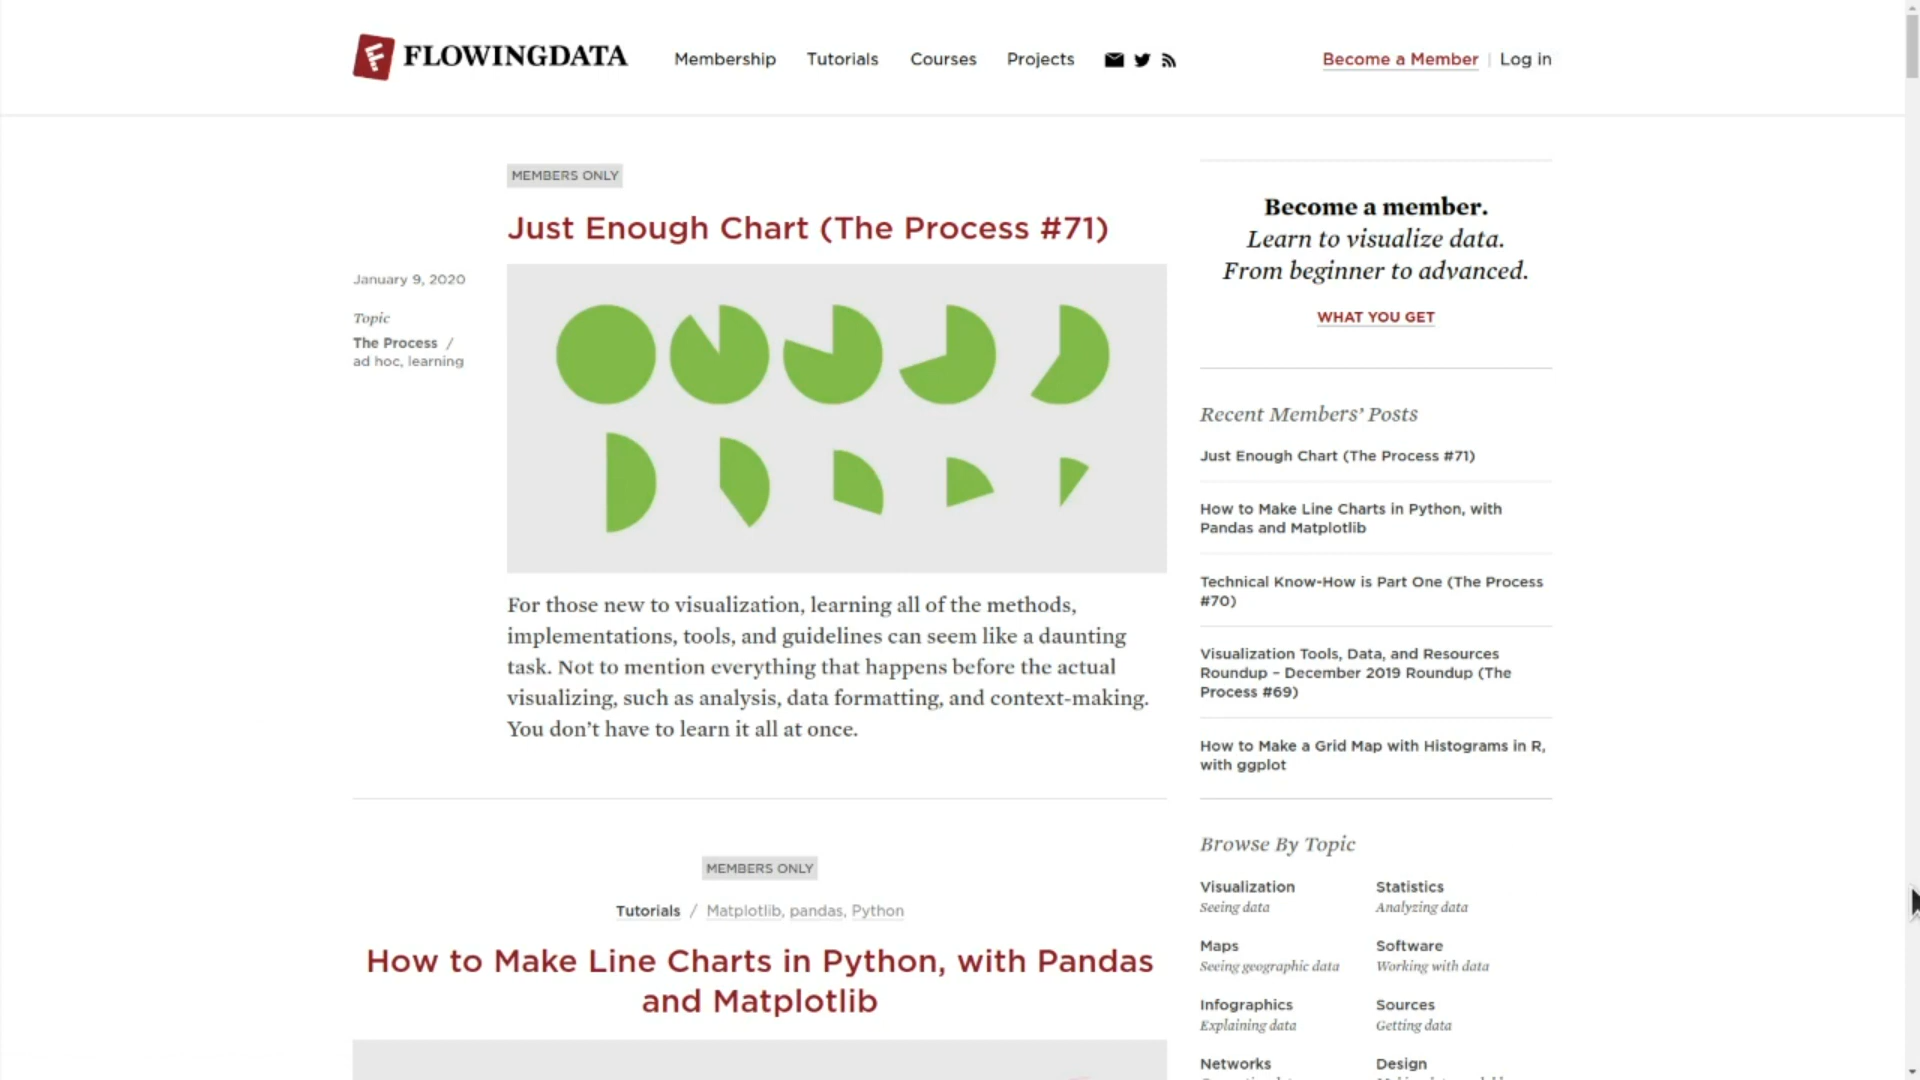 FLOWINGDATA
Membership Tutorials Courses Projects
Become a Member | Log in
MEMBERS ONLY
Just Enough Chart (The Process #71)
January 9, 2020
Topic
The Process /
ad hoc, learning
For those new to visualization, learning all of the methods,
implementations, tools, and guidelines can seem like a daunting
task. Not to mention everything that happens before the actual
visualizing, such as analysis, data formatting, and context-making.
You don’t have to learn it all at once.
MEMBERS ONLY
Tutorials / Matplotlib, pandas, Python
How to Make Line Charts in Python, with Pandas
and Matplotlib
Become a member.
Learn to visualize data.
From beginner to advanced.
WHAT YOU GET
Recent Members’ Posts
Just Enough Chart (The Process #71)
How to Make Line Charts in Python, with
Pandas and Matplotlib
Technical Know-How is Part One (The Process
#70)
Visualization Tools, Data, and Resources
Roundup – December 2019 Roundup (The
Process #69)
How to Make a Grid Map with Histograms in R,
with ggplot
Browse By Topic
Visualization Statistics
Seeing data Analyzing data
Maps Software
Seeing geographic data Working with data
Infographics Sources
Explaining data Getting data
Networks Design